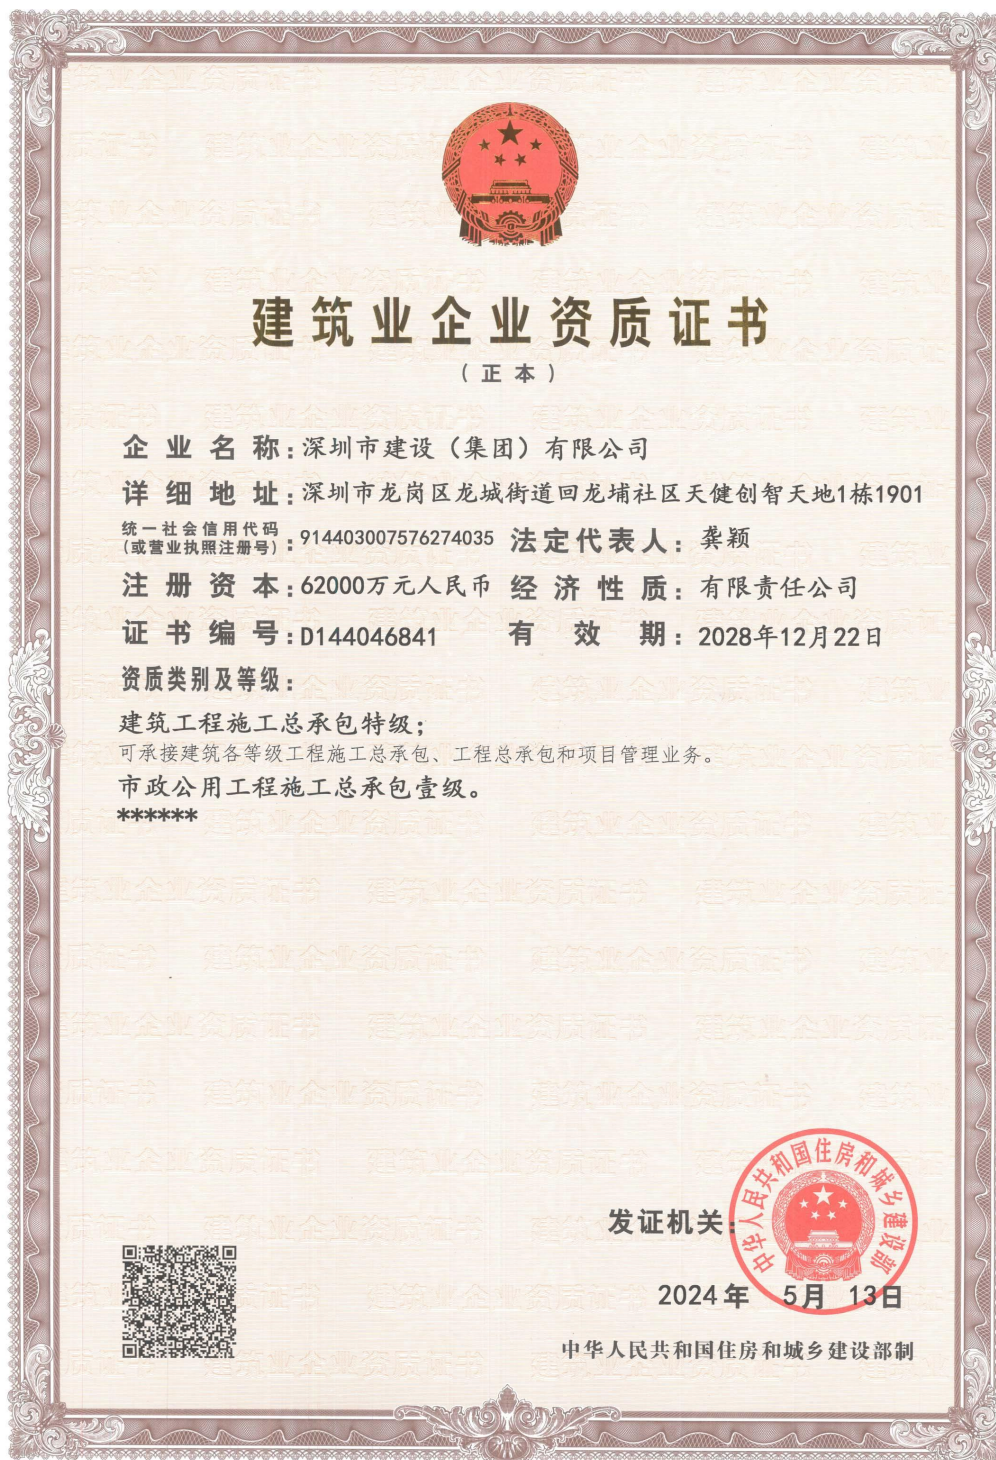 建筑业企业资质证书
（正本）
企业名称：深圳市建设（集团）有限公司
详细地址：深圳市龙岗区龙城街道回龙埔社区天健创智天地1栋1901
统一社会信用代码
（或营业执照注册号）：914403007576274035 法定代表人：龚颖
注册资本：62000万元人民币 经济性质：有限责任公司
证书编号：D144046841 有效期：2028年12月22日
资质类别及等级：
建筑工程施工总承包特级；
可承接建筑各等级工程施工总承包、工程总承包和项目管理业务。
市政公用工程施工总承包壹级。
******
发证机关：
中华人民共和国住房和城乡建设部
2024年 5月 13日
中华人民共和国住房和城乡建设部制